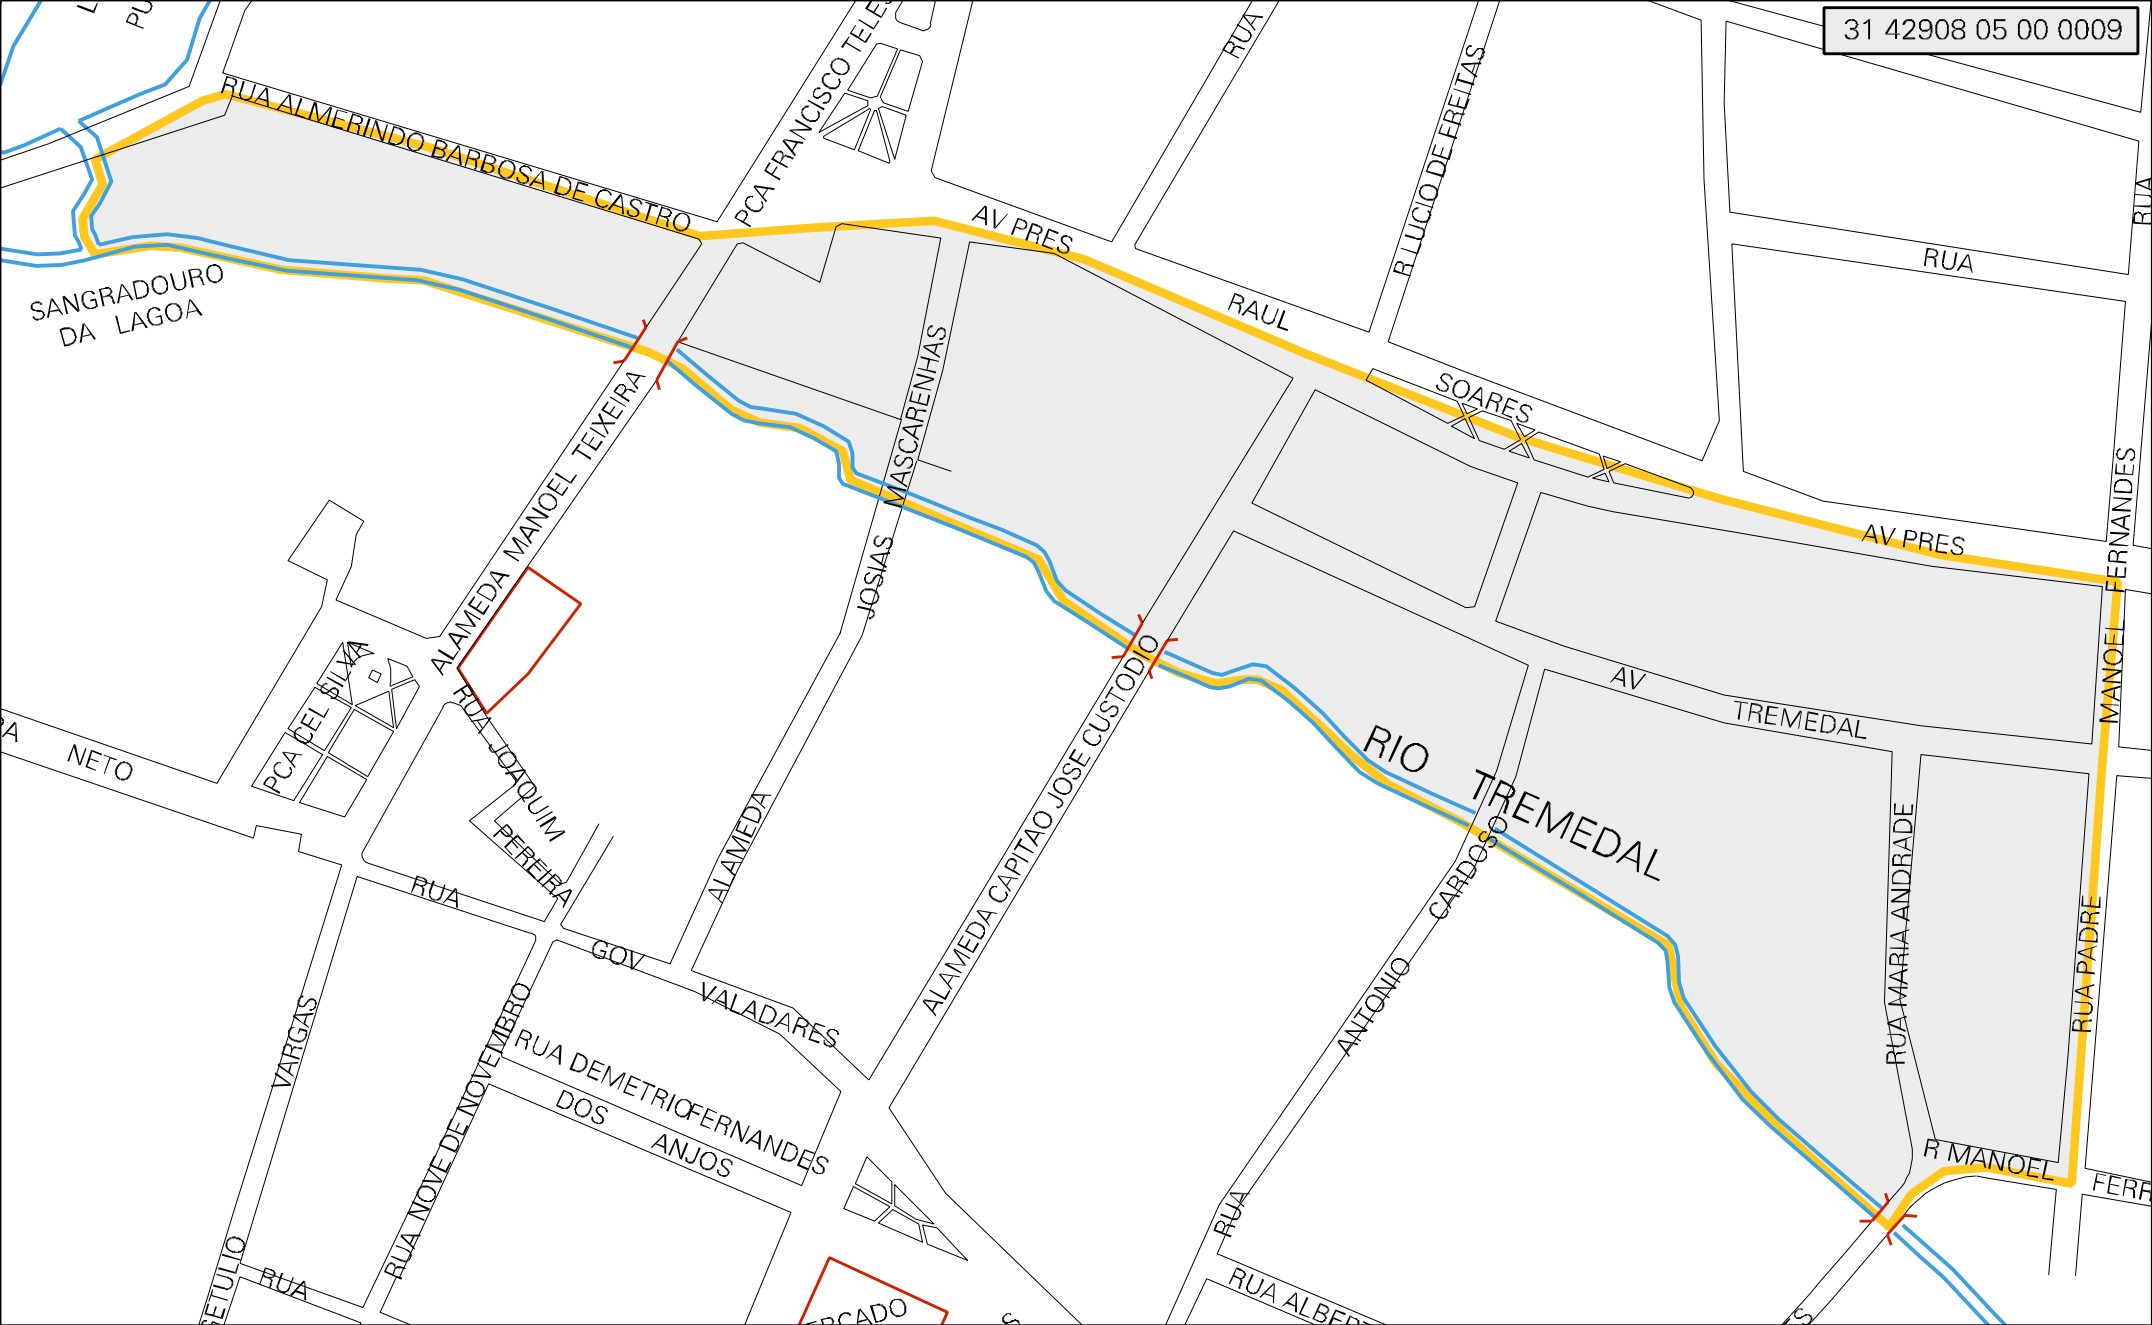 31 42908 05 00 0009
PU
RUA
RUA ALMERINDO BARBOSA DE CASTRO
PCA FRANCISCO TELES
R LUCIO DE FREITAS
RUA
RUA
AV PRES
RAUL
SOARES
AV PRES
SANGRADOURO
DA LAGOA
ALAMEDA MANOEL TEIXEIRA
JOSIAS MASCARENHAS
ALAMEDA
RUA PADRE MANOEL FERNANDES
AV
TREMEDAL
RIO TREMEDAL
PCA CEL SILVA
NETO
RUA JOAQUIM
PEREIRA
RUA
GOV
VALADARES
ALAMEDA CAPITAO JOSE CUSTODIO
RUA ANTONIO CARDOSO
RUA MARIA ANDRADE
R MANOEL
FERR
GETULIO VARGAS
RUA NOVE DE NOVEMBRO
RUA DEMETRIO FERNANDES
DOS ANJOS
RUA
ERCADO
RUA ALBERT
S
S